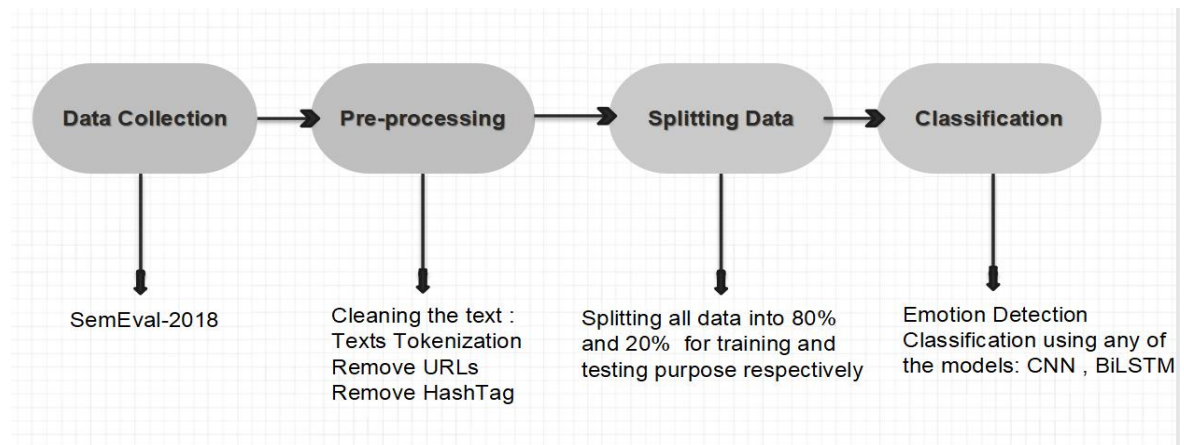 Data Collection
Pre-processing
Splitting Data
Classification
SemEval-2018
Cleaning the text :
Texts Tokenization
Remove URLs
Remove HashTag
Splitting all data into 80%
and 20% for training and
testing purpose respectively
Emotion Detection
Classification using any of
the models: CNN , BiLSTM